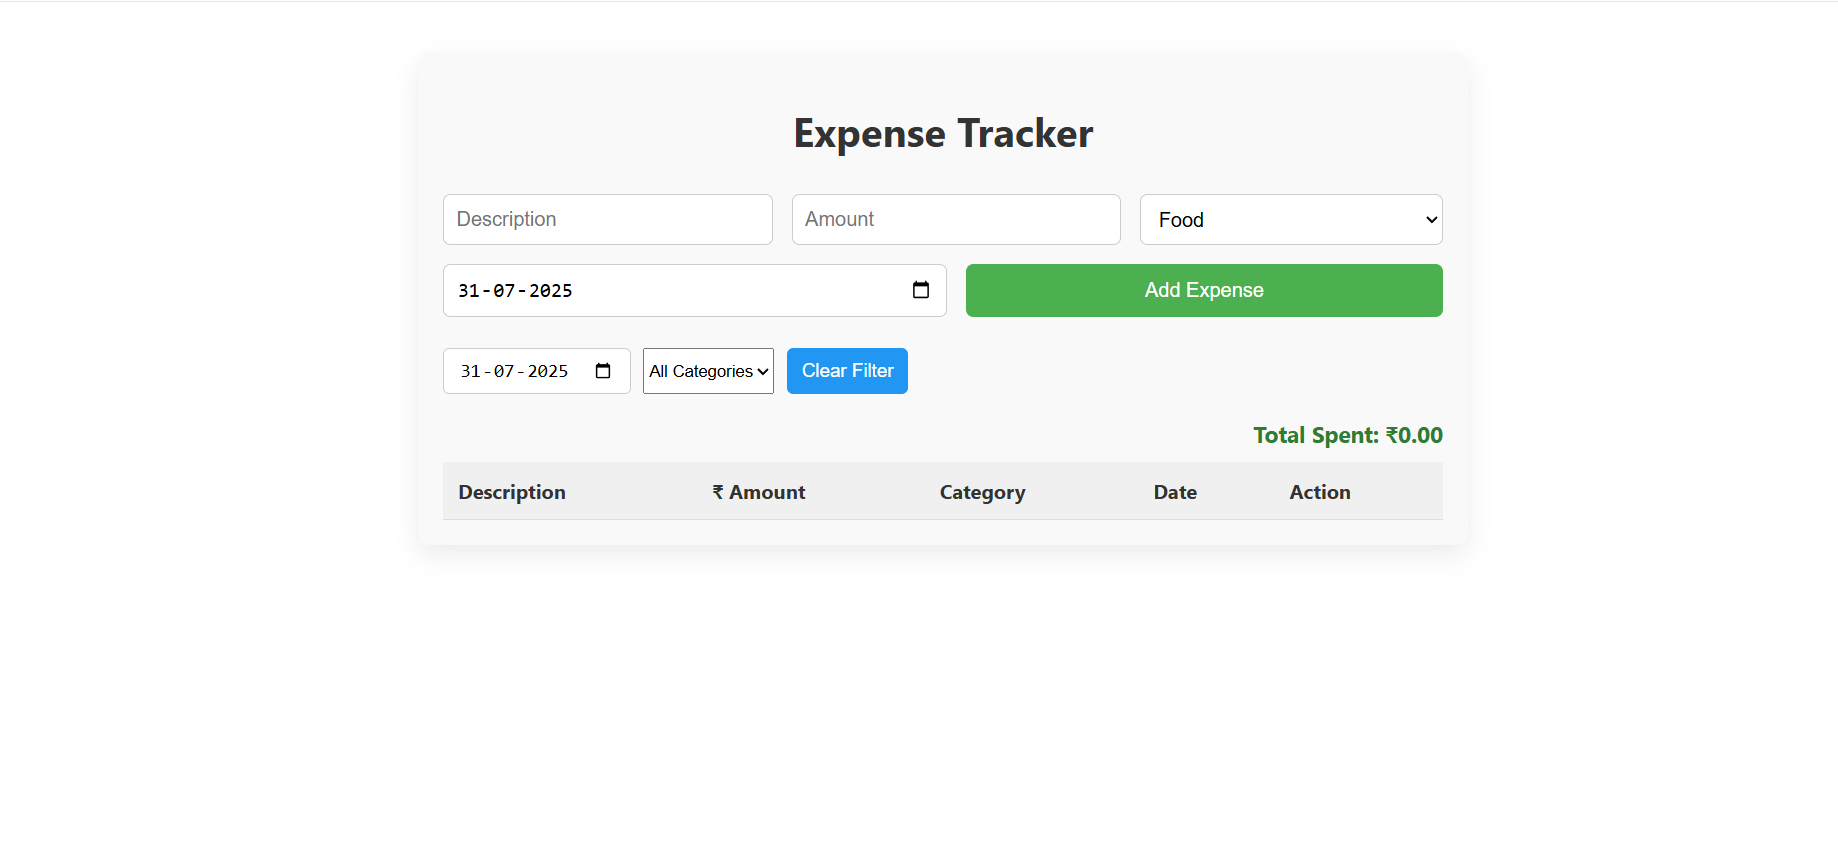 Expense Tracker
Description Amount Food
31-07-2025 Add Expense
31-07-2025 All Categories Clear Filter
Total Spent: ₹0.00
Description ₹ Amount Category Date Action